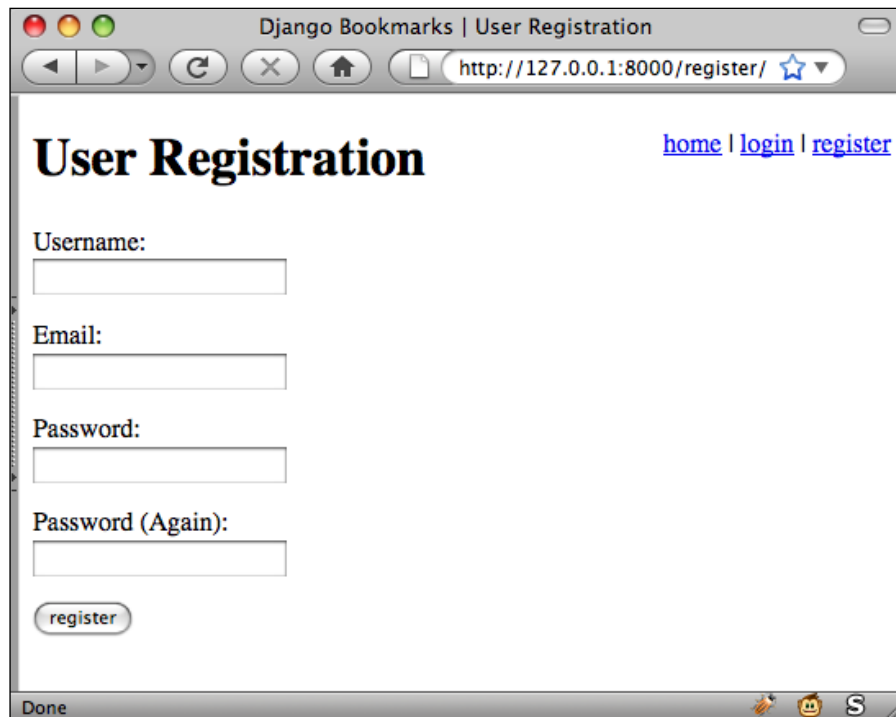 Django Bookmarks | User Registration
http://127.0.0.1:8000/register/
User Registration
home | login | register
Username:
Email:
Password:
Password (Again):
register
Done
S